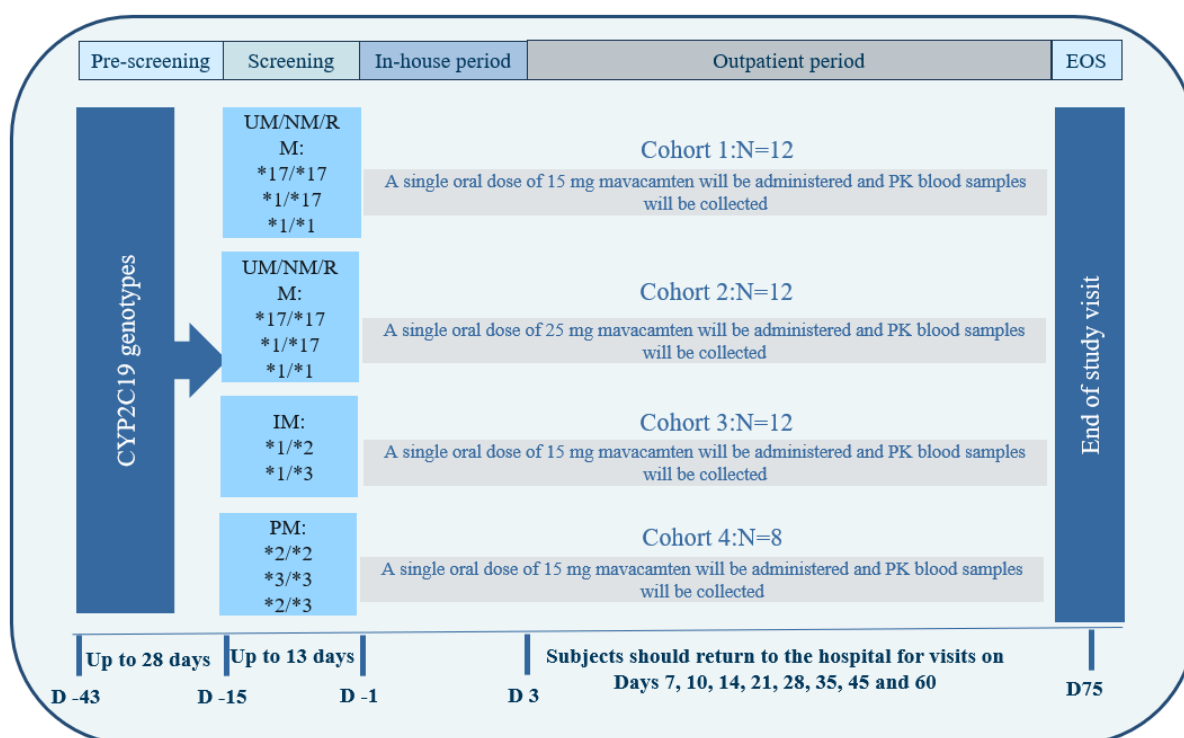 Pre-screening
Screening
In-house period
Outpatient period
EOS
CYP2C19 genotypes
UM/NM/R
M:
*17/*17
*1/*17
*1/*1
Cohort 1:N=12
A single oral dose of 15 mg mavacamten will be administered and PK blood samples
will be collected
UM/NM/R
M:
*17/*17
*1/*17
*1/*1
Cohort 2:N=12
A single oral dose of 25 mg mavacamten will be administered and PK blood samples
will be collected
IM:
*1/*2
*1/*3
Cohort 3:N=12
A single oral dose of 15 mg mavacamten will be administered and PK blood samples
will be collected
PM:
*2/*2
*3/*3
*2/*3
Cohort 4:N=8
A single oral dose of 15 mg mavacamten will be administered and PK blood samples
will be collected
End of study visit
Up to 28 days
Up to 13 days
Subjects should return to the hospital for visits on
Days 7, 10, 14, 21, 28, 35, 45 and 60
D -43
D -15
D -1
D 3
D75